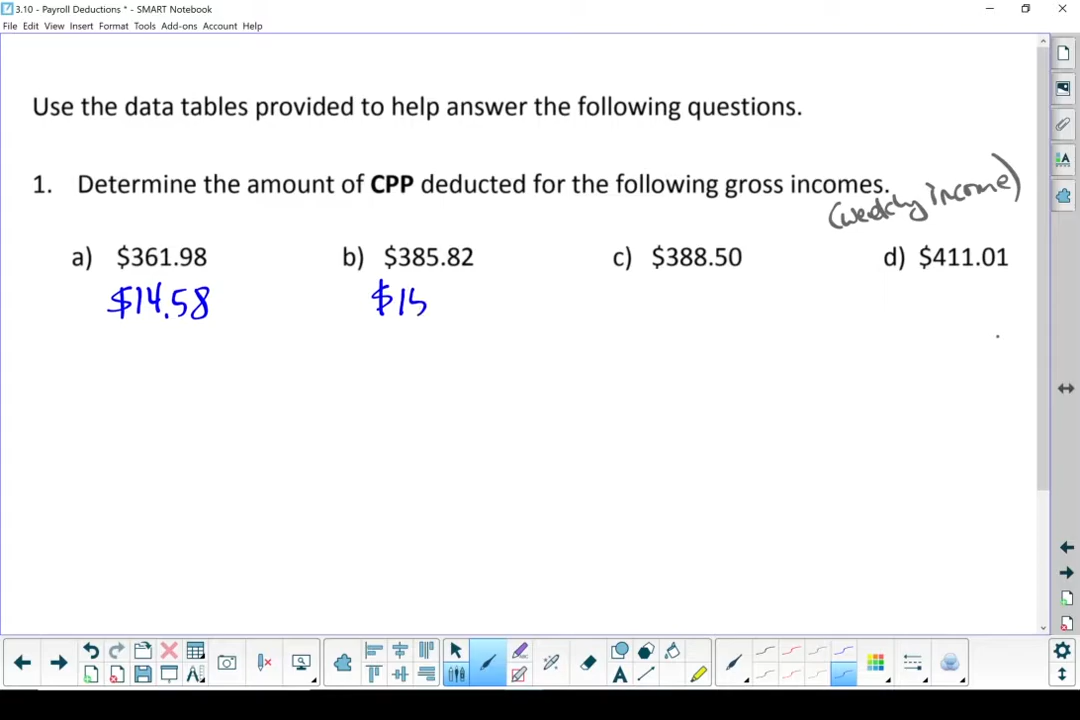 3.10 - Payroll Deductions * - SMART Notebook
File Edit View Insert Format Tools Add-ons Account Help
Use the data tables provided to help answer the following questions.
1. Determine the amount of CPP deducted for the following gross incomes.
(weekly income)
a) $361.98 b) $385.82 c) $388.50 d) $411.01
$14.58 $15